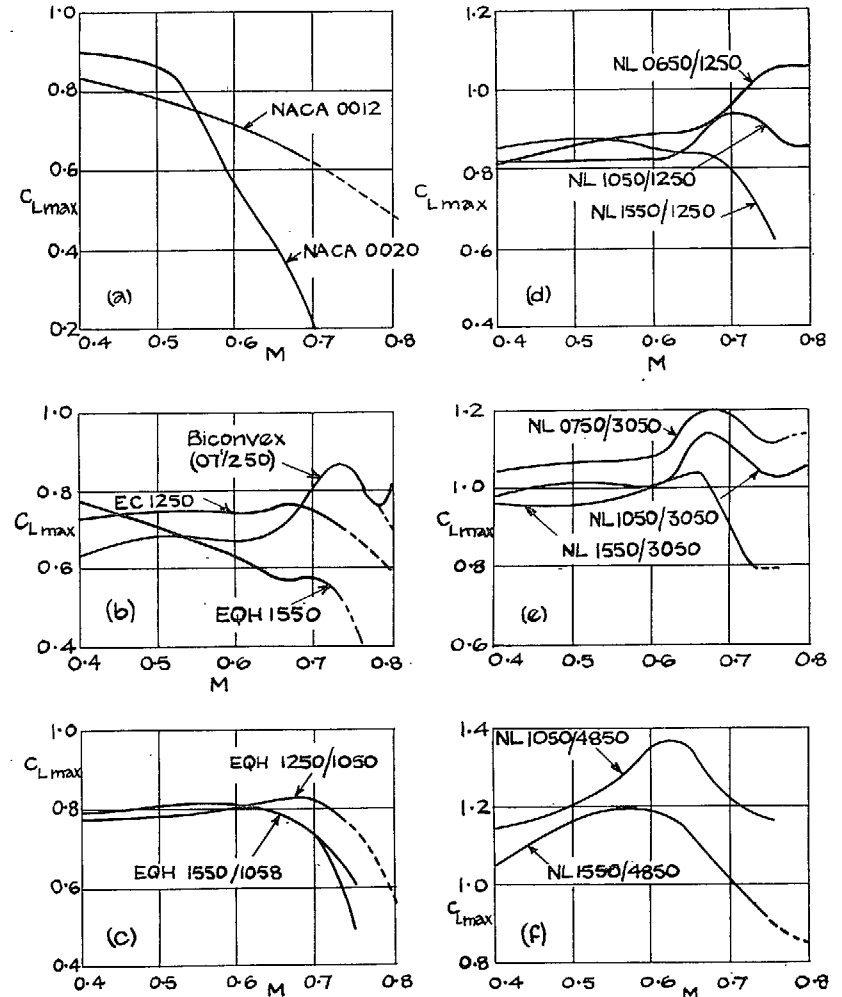 1.0
0.8
0.6
CLmax
0.4
0.2
NACA 0012
NACA 0020
(a)
0.4 0.5 0.6 0.7 0.8
M
1.0
0.8
CLmax
0.6
0.4
Biconvex
(07/250)
EC 1250
EQH 1550
(b)
0.4 0.5 0.6 0.7 0.8
M
1.0
CLmax
0.8
0.6
0.4
EQH 1250/1050
EQH 1550/1058
(c)
0.4 0.5 0.6 0.7 0.8
M
1.2
1.0
0.8
CLmax
0.6
0.4
NL 0650/1250
NL 1050/1250
NL 1550/1250
(d)
0.4 0.5 0.6 0.7 0.8
M
1.2
1.0
CLmax
0.8
0.6
NL 0750/3050
NL 1050/3050
NL 1550/3050
(e)
0.4 0.5 0.6 0.7 0.8
1.4
1.2
1.0
CLmax
0.8
NL 1050/4850
NL 1550/4850
(f)
0.4 0.5 0.6 0.7 0.8
M